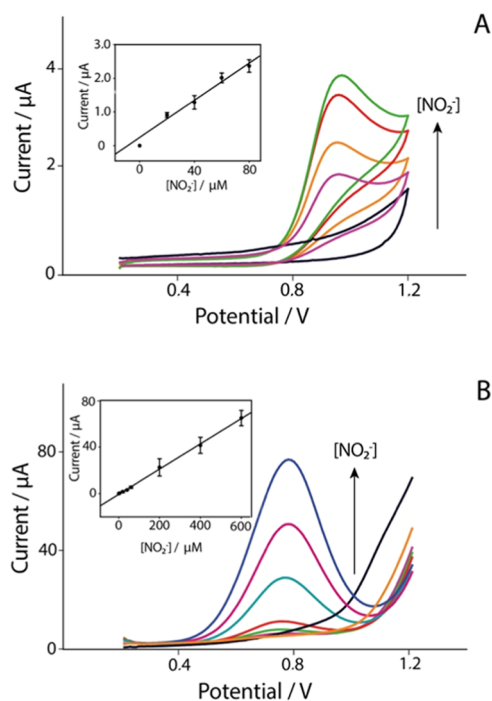 A
3.0
2.0
1.0
0
Current / μA
0
20
40
60
80
[NO₂⁻] / μM
4
2
0
Current / μA
[NO₂⁻]
0.4
0.8
1.2
Potential / V
B
80
40
0
Current / μA
0
200
400
600
[NO₂⁻] / μM
80
40
0
Current / μA
[NO₂⁻]
0.4
0.8
1.2
Potential / V